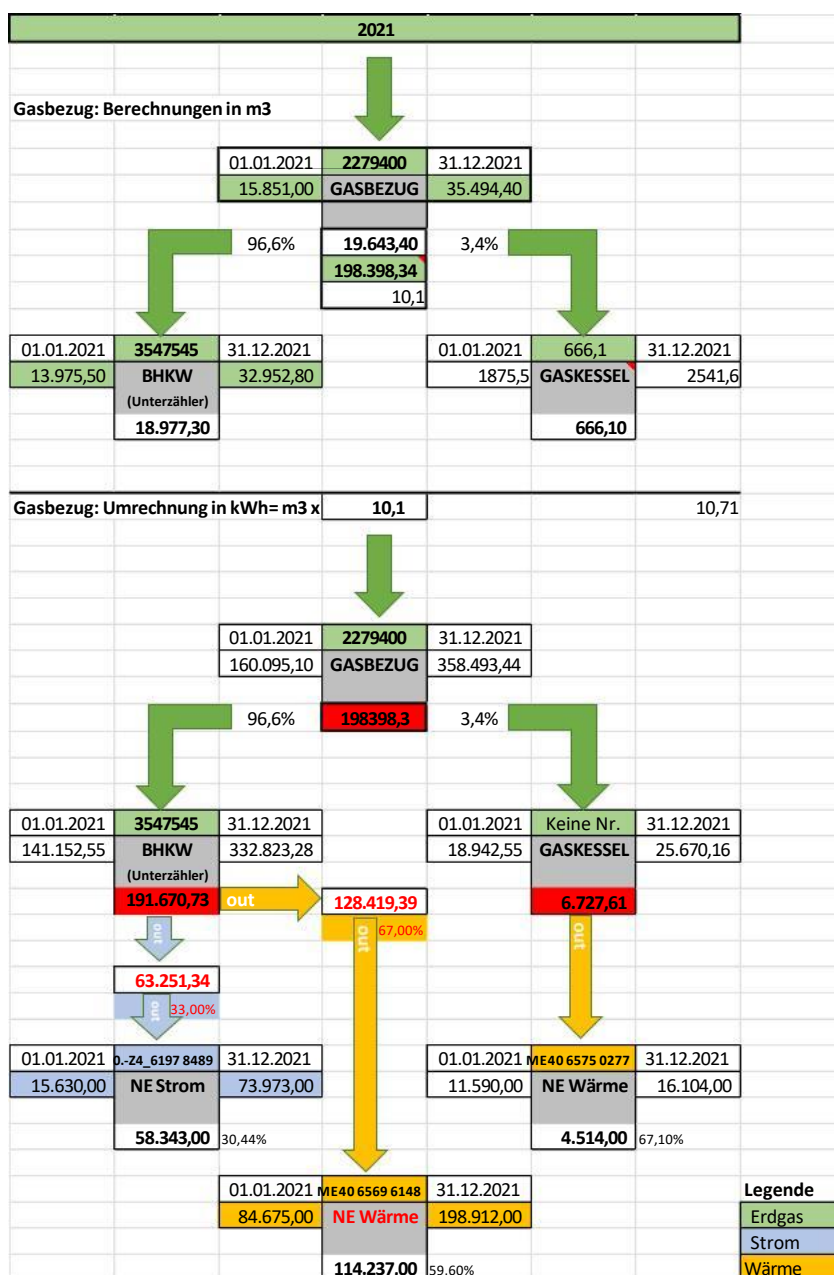 2021
Gasbezug: Berechnungen in m3
01.01.2021 2279400 31.12.2021
15.851,00 GASBEZUG 35.494,40
96,6% 19.643,40 3,4%
198.398,34
10,1
01.01.2021 3547545 31.12.2021 01.01.2021 666,1 31.12.2021
13.975,50 BHKW 32.952,80 1875,5 GASKESSEL 2541,6
(Unterzähler)
18.977,30 666,10
Gasbezug: Umrechnung in kWh= m3 x 10,1 10,71
01.01.2021 2279400 31.12.2021
160.095,10 GASBEZUG 358.493,44
96,6% 198398,3 3,4%
01.01.2021 3547545 31.12.2021 01.01.2021 Keine Nr. 31.12.2021
141.152,55 BHKW 332.823,28 18.942,55 GASKESSEL 25.670,16
(Unterzähler)
191.670,73 out 128.419,39 6.727,61
out out 67,00% out
63.251,34
out 33,00%
01.01.2021 0.-Z4_6197 8489 31.12.2021 01.01.2021 ME40 6575 0277 31.12.2021
15.630,00 NE Strom 73.973,00 11.590,00 NE Wärme 16.104,00
58.343,00 30,44% 4.514,00 67,10%
01.01.2021 ME40 6569 6148 31.12.2021 Legende
84.675,00 NE Wärme 198.912,00 Erdgas
Strom
114.237,00 59,60% Wärme